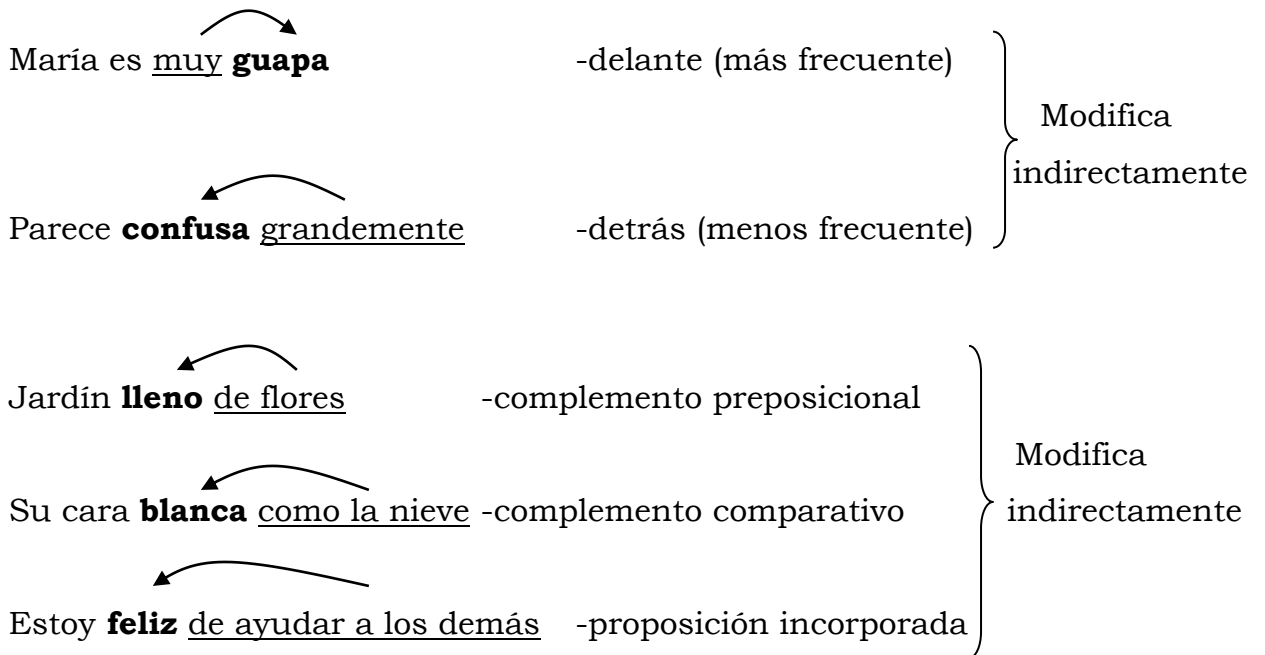 María es muy guapa -delante (más frecuente)
Modifica
indirectamente
Parece confusa grandemente -detrás (menos frecuente)
Jardín lleno de flores -complemento preposicional
Modifica
Su cara blanca como la nieve -complemento comparativo indirectamente
Estoy feliz de ayudar a los demás -proposición incorporada